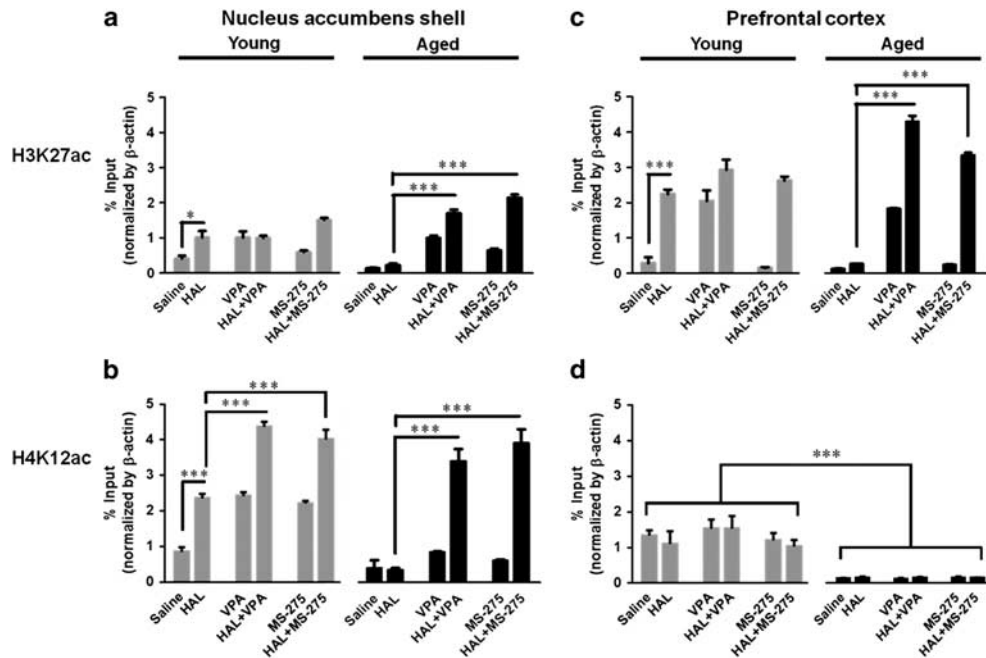 a
Nucleus accumbens shell
Young
Aged
H3K27ac
% Input
(normalized by β-actin)
5
4
3
2
1
0
*
***
***
Saline
HAL
VPA
HAL+VPA
MS-275
HAL+MS-275
Saline
HAL
VPA
HAL+VPA
MS-275
HAL+MS-275
c
Prefrontal cortex
Young
Aged
% Input
(normalized by β-actin)
5
4
3
2
1
0
***
***
***
Saline
HAL
VPA
HAL+VPA
MS-275
HAL+MS-275
Saline
HAL
VPA
HAL+VPA
MS-275
HAL+MS-275
b
H4K12ac
% Input
(normalized by β-actin)
5
4
3
2
1
0
***
***
***
***
***
Saline
HAL
VPA
HAL+VPA
MS-275
HAL+MS-275
Saline
HAL
VPA
HAL+VPA
MS-275
HAL+MS-275
d
% Input
(normalized by β-actin)
5
4
3
2
1
0
***
Saline
HAL
VPA
HAL+VPA
MS-275
HAL+MS-275
Saline
HAL
VPA
HAL+VPA
MS-275
HAL+MS-275